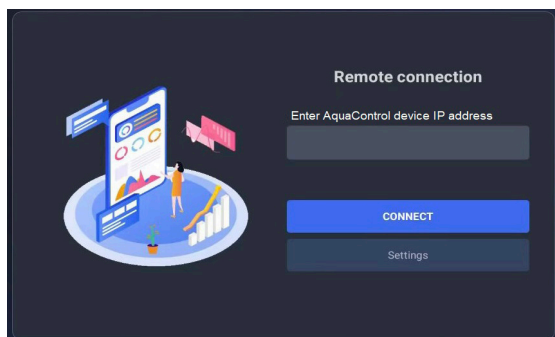 Remote connection
Enter AquaControl device IP address
CONNECT
Settings